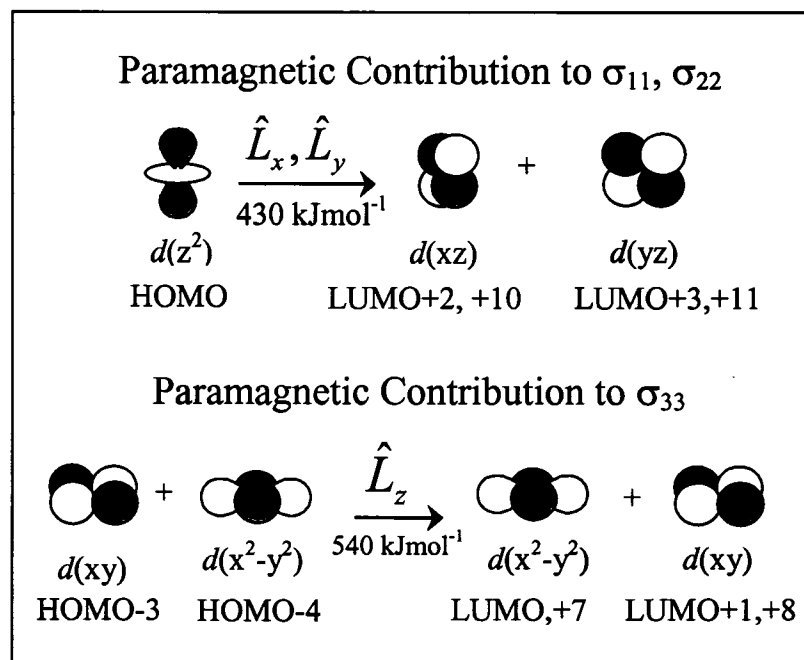 Paramagnetic Contribution to σ₁₁, σ₂₂
L̂ₓ, L̂ᵧ
+
430 kJmol⁻¹
d(z²) d(xz) d(yz)
HOMO LUMO+2, +10 LUMO+3,+11
Paramagnetic Contribution to σ₃₃
+ L̂_z +
540 kJmol⁻¹
d(xy) d(x²-y²) d(x²-y²) d(xy)
HOMO-3 HOMO-4 LUMO,+7 LUMO+1,+8